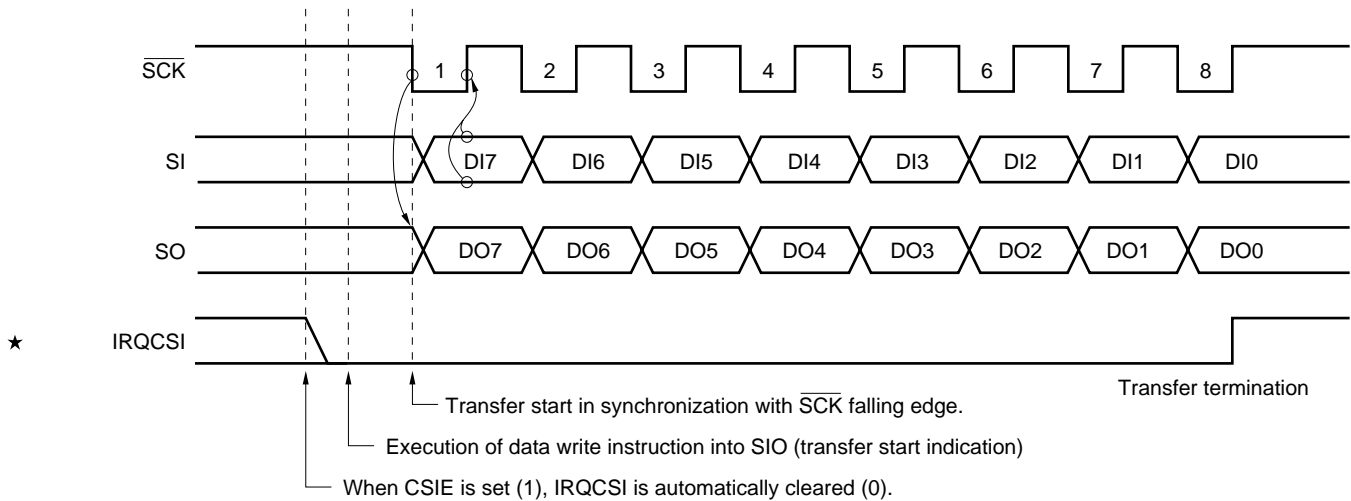 SCK 1 2 3 4 5 6 7 8
SI DI7 DI6 DI5 DI4 DI3 DI2 DI1 DI0
SO DO7 DO6 DO5 DO4 DO3 DO2 DO1 DO0
★ IRQCSI
Transfer termination
Transfer start in synchronization with SCK falling edge.
Execution of data write instruction into SIO (transfer start indication)
When CSIE is set (1), IRQCSI is automatically cleared (0).